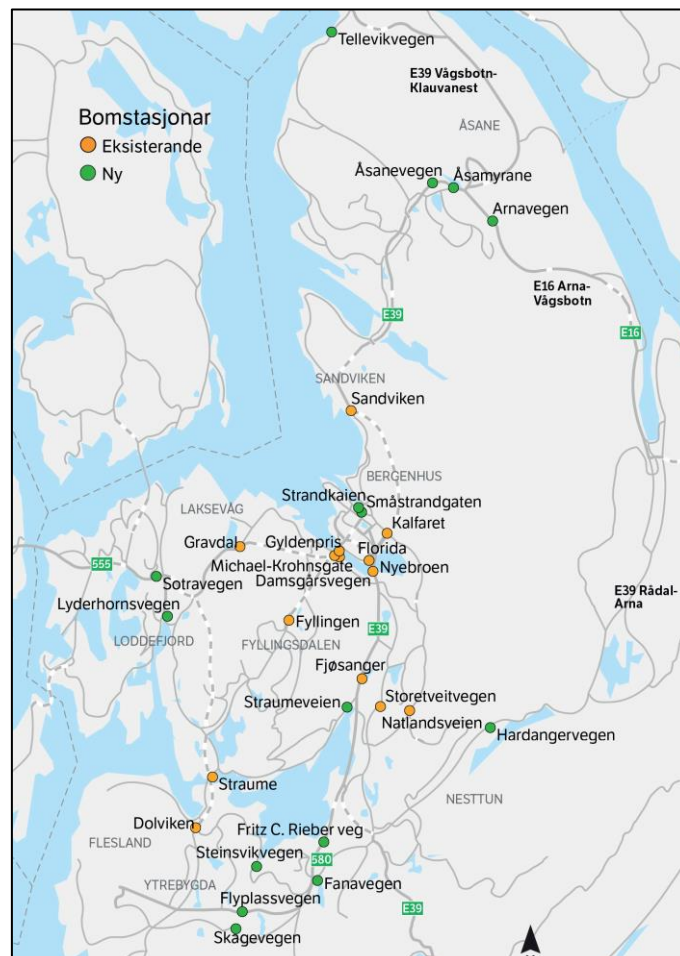 Tellevikvegen
E39 Vågsbotn-
Klauvanest
Bomstasjonar
Eksisterande
Ny
ÅSANE
Åsanevegen
Åsamyrane
Arnavegen
E16 Arna-
Vågsbotn
E39
E16
SANDVIKEN
Sandviken
BERGENHUS
Strandkaien
Småstrandgaten
LAKSEVÅG
Kalfaret
Gravdal
Gyldenpris
Florida
Michael-Krohnsgate
Nyebroen
Damsgårsvegen
555
Sotravegen
E39 Rådal-
Arna
Lyderhornsvegen
Fyllingen
E39
LODDEFJORD
FYLLINGSDALEN
Fjøsanger
Straumeveien
Storetveitvegen
Natlandsveien
Hardangervegen
Straume
NESTTUN
Dolviken
Fritz C. Rieber veg
FLESLAND
Steinsvikvegen
580
YTREBYGDA
Fanavegen
Flyplassvegen
E39
Skagevegen